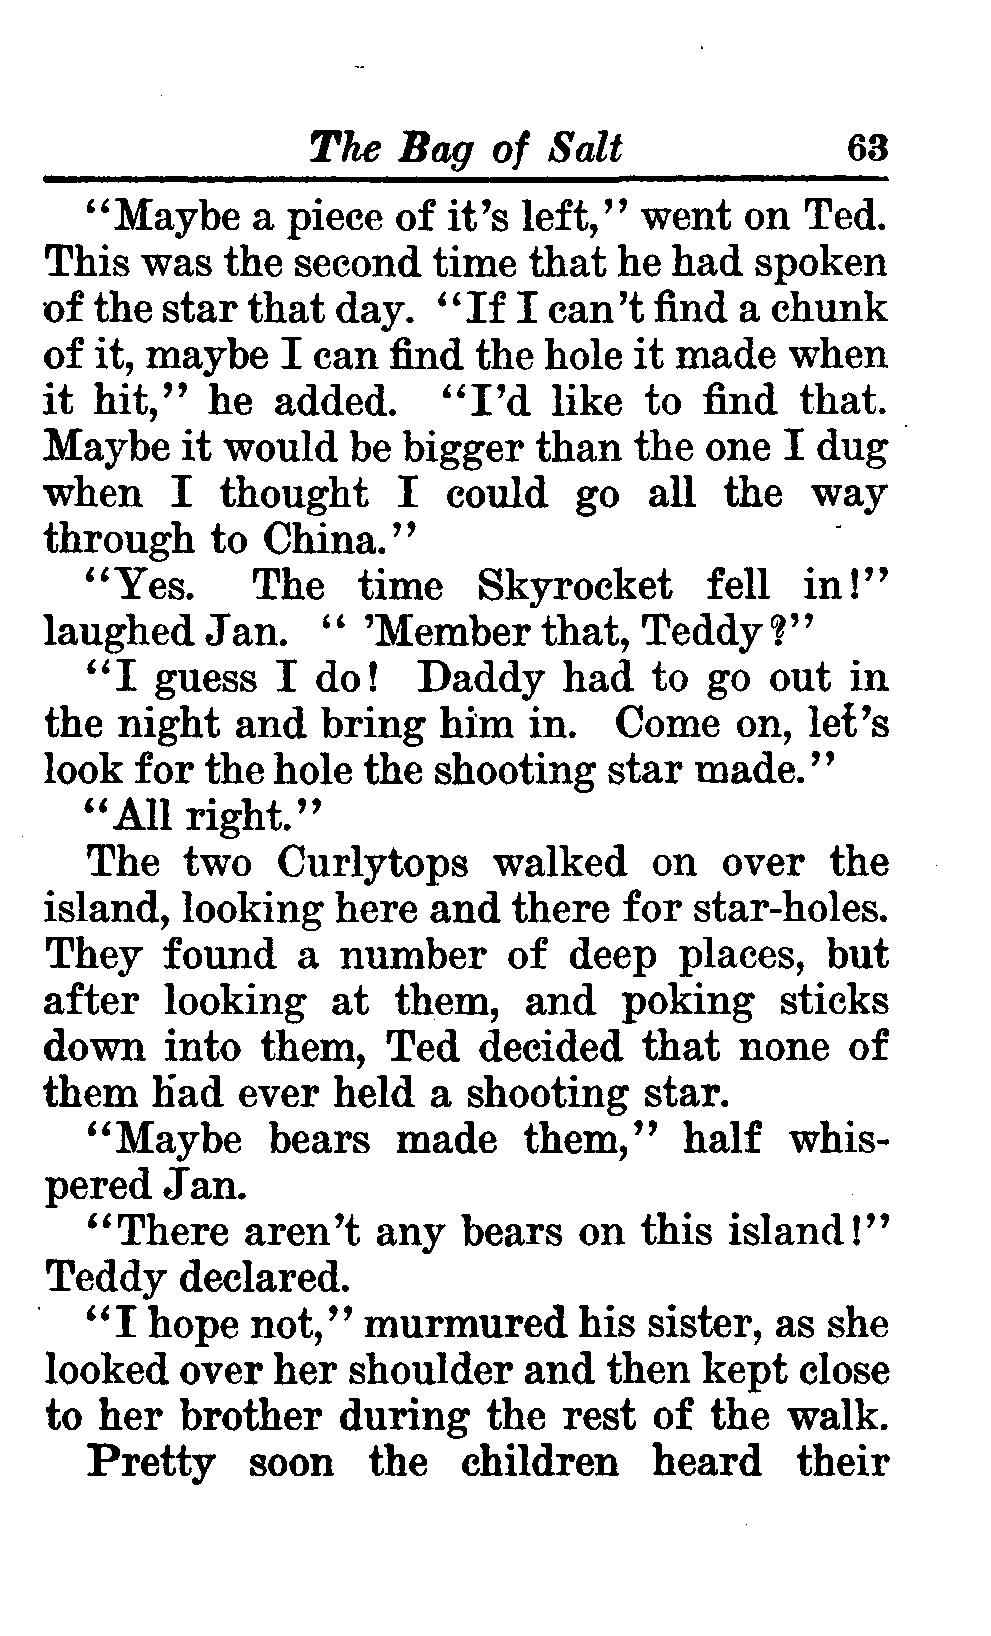 The Bag of Salt 63
“Maybe a piece of it’s left,” went on Ted.
This was the second time that he had spoken
of the star that day. “If I can’t find a chunk
of it, maybe I can find the hole it made when
it hit,” he added. “I’d like to find that.
Maybe it would be bigger than the one I dug
when I thought I could go all the way
through to China.”
“Yes. The time Skyrocket fell in!”
laughed Jan. “ ’Member that, Teddy?”
“I guess I do! Daddy had to go out in
the night and bring him in. Come on, let’s
look for the hole the shooting star made.”
“All right.”
The two Curlytops walked on over the
island, looking here and there for star-holes.
They found a number of deep places, but
after looking at them, and poking sticks
down into them, Ted decided that none of
them had ever held a shooting star.
“Maybe bears made them,” half whis-
pered Jan.
“There aren’t any bears on this island!”
Teddy declared.
“I hope not,” murmured his sister, as she
looked over her shoulder and then kept close
to her brother during the rest of the walk.
Pretty soon the children heard their